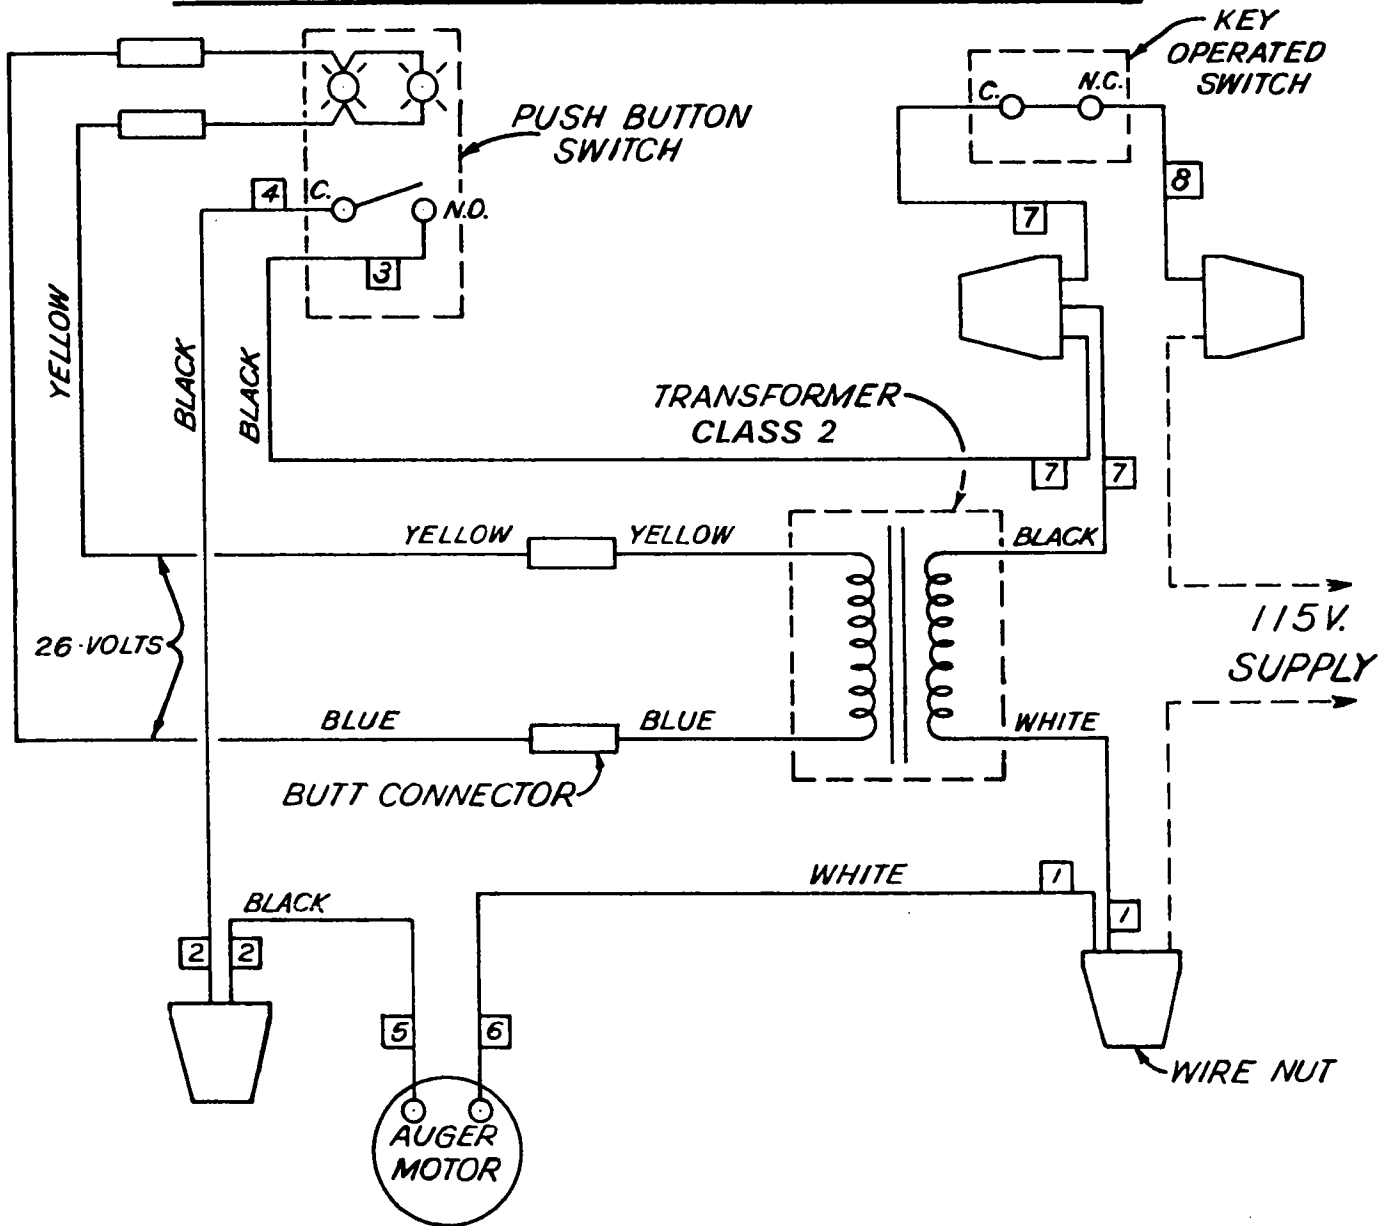 KEY
OPERATED
SWITCH
C.
N.C.
PUSH BUTTON
SWITCH
4
C.
N.O.
8
7
3
YELLOW
BLACK
BLACK
TRANSFORMER
CLASS 2
7
7
YELLOW
YELLOW
BLACK
26-VOLTS
115V.
SUPPLY
BLUE
BLUE
WHITE
BUTT CONNECTOR
WHITE
1
BLACK
1
2
2
5
6
WIRE NUT
AUGER
MOTOR